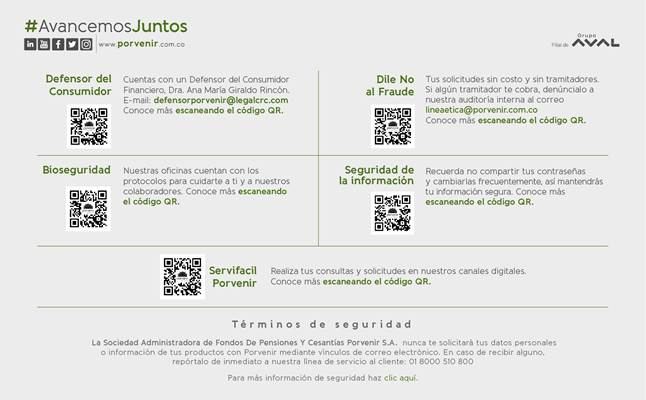 #AvancemosJuntos
www.porvenir.com.co
Filial de Grupo AVAL
Defensor del
Consumidor
Cuentas con un Defensor del Consumidor
Financiero, Dra. Ana María Giraldo Rincón.
E-mail: defensorporvenir@legalcrc.com
Conoce más escaneando el código QR.
Dile No
al Fraude
Tus solicitudes sin costo y sin tramitadores.
Si algún tramitador te cobra, denúncialo a
nuestra auditoría interna al correo
lineaetica@porvenir.com.co
Conoce más escaneando el código QR.
Bioseguridad
Nuestras oficinas cuentan con los
protocolos para cuidarte a ti y a nuestros
colaboradores. Conoce más escaneando
el código QR.
Seguridad de
la información
Recuerda no compartir tus contraseñas
y cambiarlas frecuentemente, así mantendrás
tu información segura. Conoce más
escaneando el código QR.
Servifacil
Porvenir
Realiza tus consultas y solicitudes en nuestros canales digitales.
Conoce más escaneando el código QR.
Términos de seguridad
La Sociedad Administradora de Fondos De Pensiones Y Cesantías Porvenir S.A. nunca te solicitará tus datos personales
o información de tus productos con Porvenir mediante vínculos de correo electrónico. En caso de recibir alguno,
repórtalo de inmediato a nuestra línea de servicio al cliente: 01 8000 510 800
Para más información de seguridad haz clic aquí.